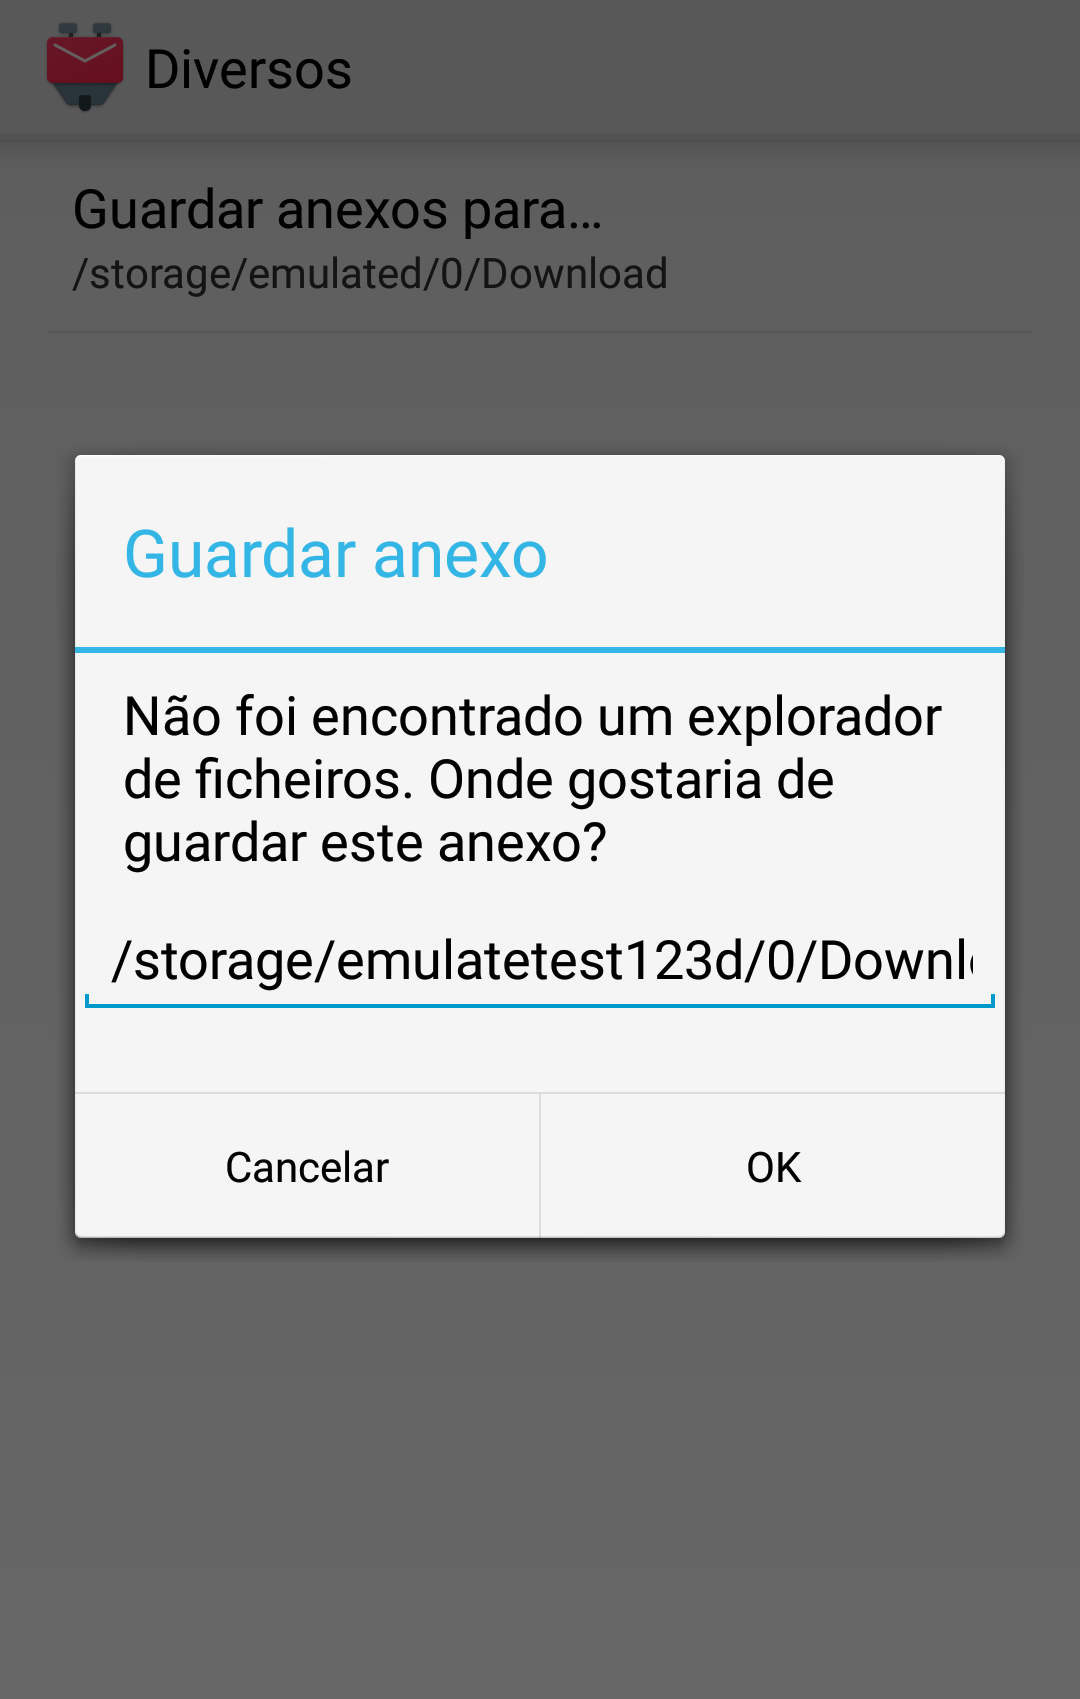 Diversos
Guardar anexos para...
/storage/emulated/0/Download
Guardar anexo
Não foi encontrado um explorador
de ficheiros. Onde gostaria de
guardar este anexo?
/storage/emulatetest123d/0/Downl
Cancelar
OK